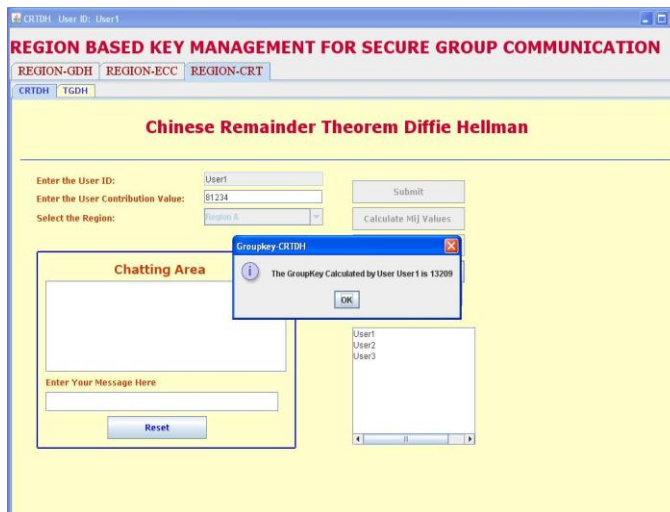 CRTDH User ID: User1
REGION BASED KEY MANAGEMENT FOR SECURE GROUP COMMUNICATION
REGION-GDH REGION-ECC REGION-CRT
CRTDH TGDH
Chinese Remainder Theorem Diffie Hellman
Enter the User ID: User1
Submit
Enter the User Contribution Value: 81234
Select the Region: Region A
Calculate Mij Values
Groupkey-CRTDH
The GroupKey Calculated by User User1 is 13209
OK
Chatting Area
User1
User2
User3
Enter Your Message Here
Reset